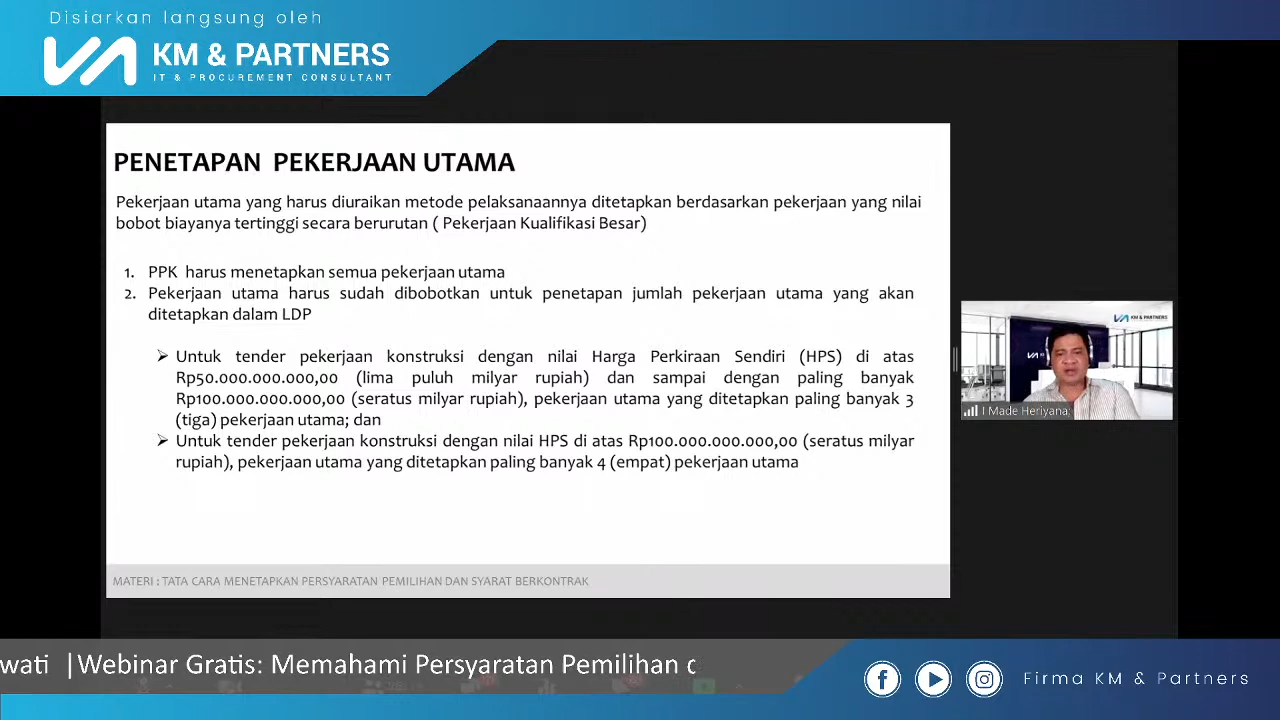 Disiarkan langsung oleh
KM & PARTNERS
IT & PROCUREMENT CONSULTANT
PENETAPAN PEKERJAAN UTAMA
Pekerjaan utama yang harus diuraikan metode pelaksanaannya ditetapkan berdasarkan pekerjaan yang nilai
bobot biayanya tertinggi secara berurutan ( Pekerjaan Kualifikasi Besar)
1. PPK harus menetapkan semua pekerjaan utama
2. Pekerjaan utama harus sudah dibobotkan untuk penetapan jumlah pekerjaan utama yang akan
ditetapkan dalam LDP
➢ Untuk tender pekerjaan konstruksi dengan nilai Harga Perkiraan Sendiri (HPS) di atas
Rp50.000.000.000,00 (lima puluh milyar rupiah) dan sampai dengan paling banyak
Rp100.000.000.000,00 (seratus milyar rupiah), pekerjaan utama yang ditetapkan paling banyak 3
(tiga) pekerjaan utama; dan
➢ Untuk tender pekerjaan konstruksi dengan nilai HPS di atas Rp100.000.000.000,00 (seratus milyar
rupiah), pekerjaan utama yang ditetapkan paling banyak 4 (empat) pekerjaan utama
MATERI : TATA CARA MENETAPKAN PERSYARATAN PEMILIHAN DAN SYARAT BERKONTRAK
KM & PARTNERS
I Made Heriyana
wati |Webinar Gratis: Memahami Persyaratan Pemilihan d
Firma KM & Partners